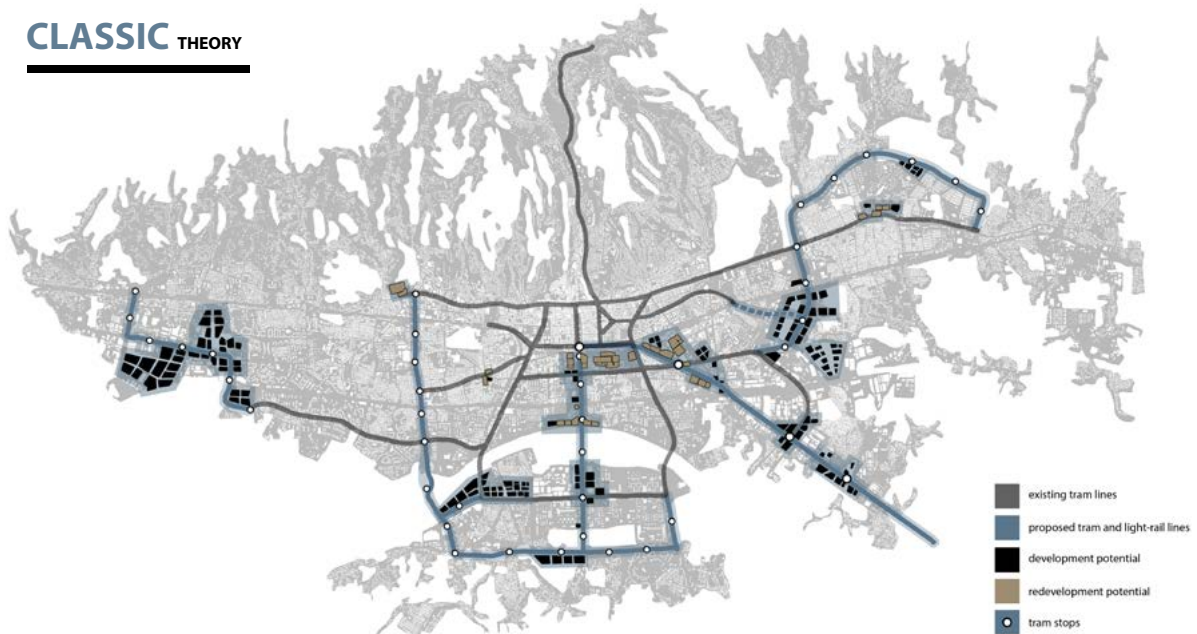 CLASSIC THEORY
existing tram lines
proposed tram and light-rail lines
development potential
redevelopment potential
tram stops